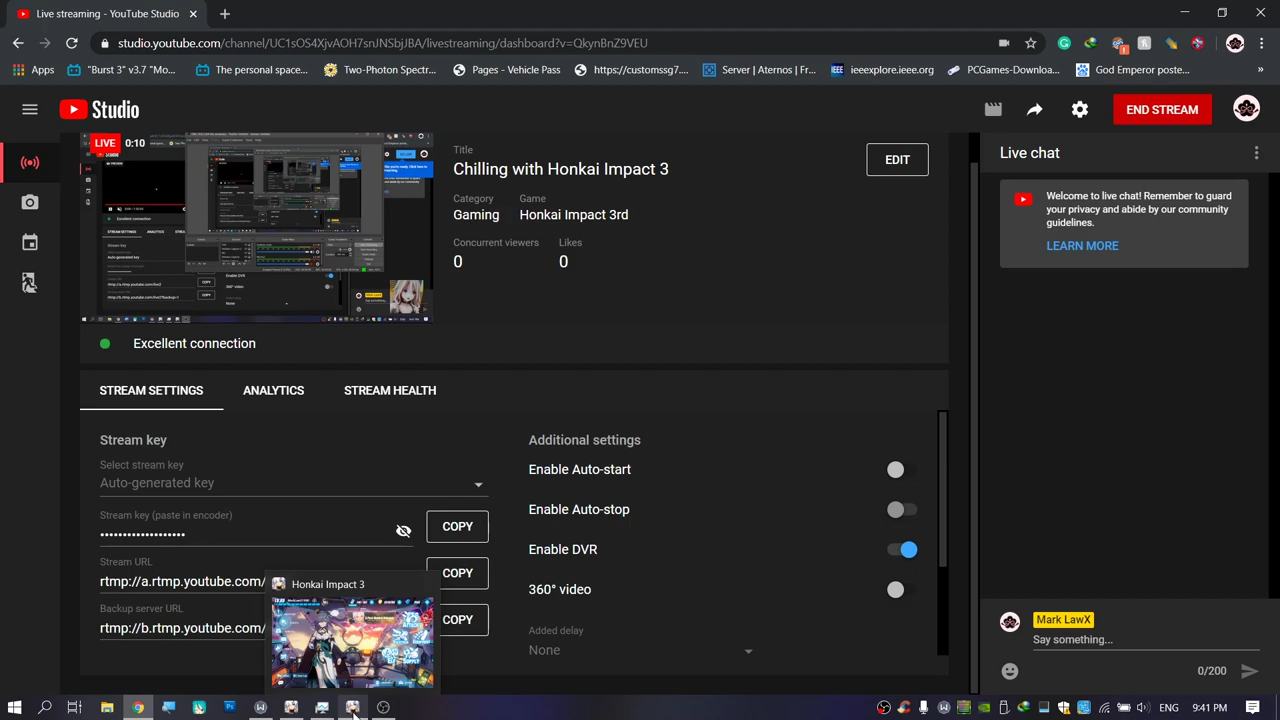 Live streaming - YouTube Studio
studio.youtube.com/channel/UC1sOS4XjvAOH7snJNSbjJBA/livestreaming/dashboard?v=QkynBnZ9VEU
Apps
"Burst 3" v3.7 "Mo...
The personal space...
Two-Photon Spectr...
Pages - Vehicle Pass
https://customssg7....
Server | Aternos | Fr...
ieeexplore.ieee.org
PCGames-Downloa...
God Emperor poste...
»
Studio
END STREAM
LIVE 0:10
Title
Chilling with Honkai Impact 3
EDIT
Category
Gaming
Game
Honkai Impact 3rd
Concurrent viewers
0
Likes
0
Excellent connection
STREAM SETTINGS
ANALYTICS
STREAM HEALTH
Stream key
Select stream key
Auto-generated key
Stream key (paste in encoder)
COPY
Stream URL
rtmp://a.rtmp.youtube.com/
COPY
Backup server URL
rtmp://b.rtmp.youtube.com/
COPY
Honkai Impact 3
Additional settings
Enable Auto-start
Enable Auto-stop
Enable DVR
360° video
Added delay
None
Live chat
Welcome to live chat! Remember to guard
your privacy and abide by our community
guidelines.
LEARN MORE
Mark LawX
Say something...
0/200
ENG
9:41 PM